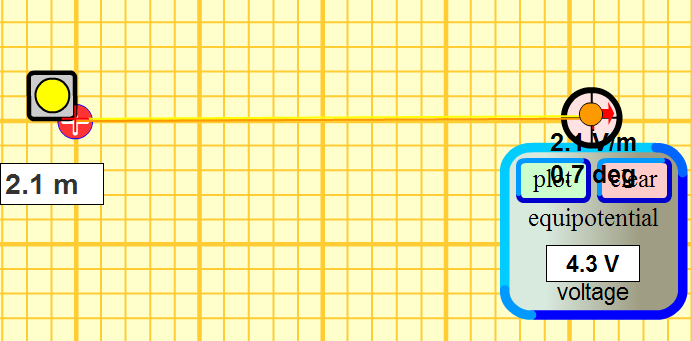 2.1 V/m
2.1 m
0.7 deg
plot clear
equipotential
4.3 V
voltage